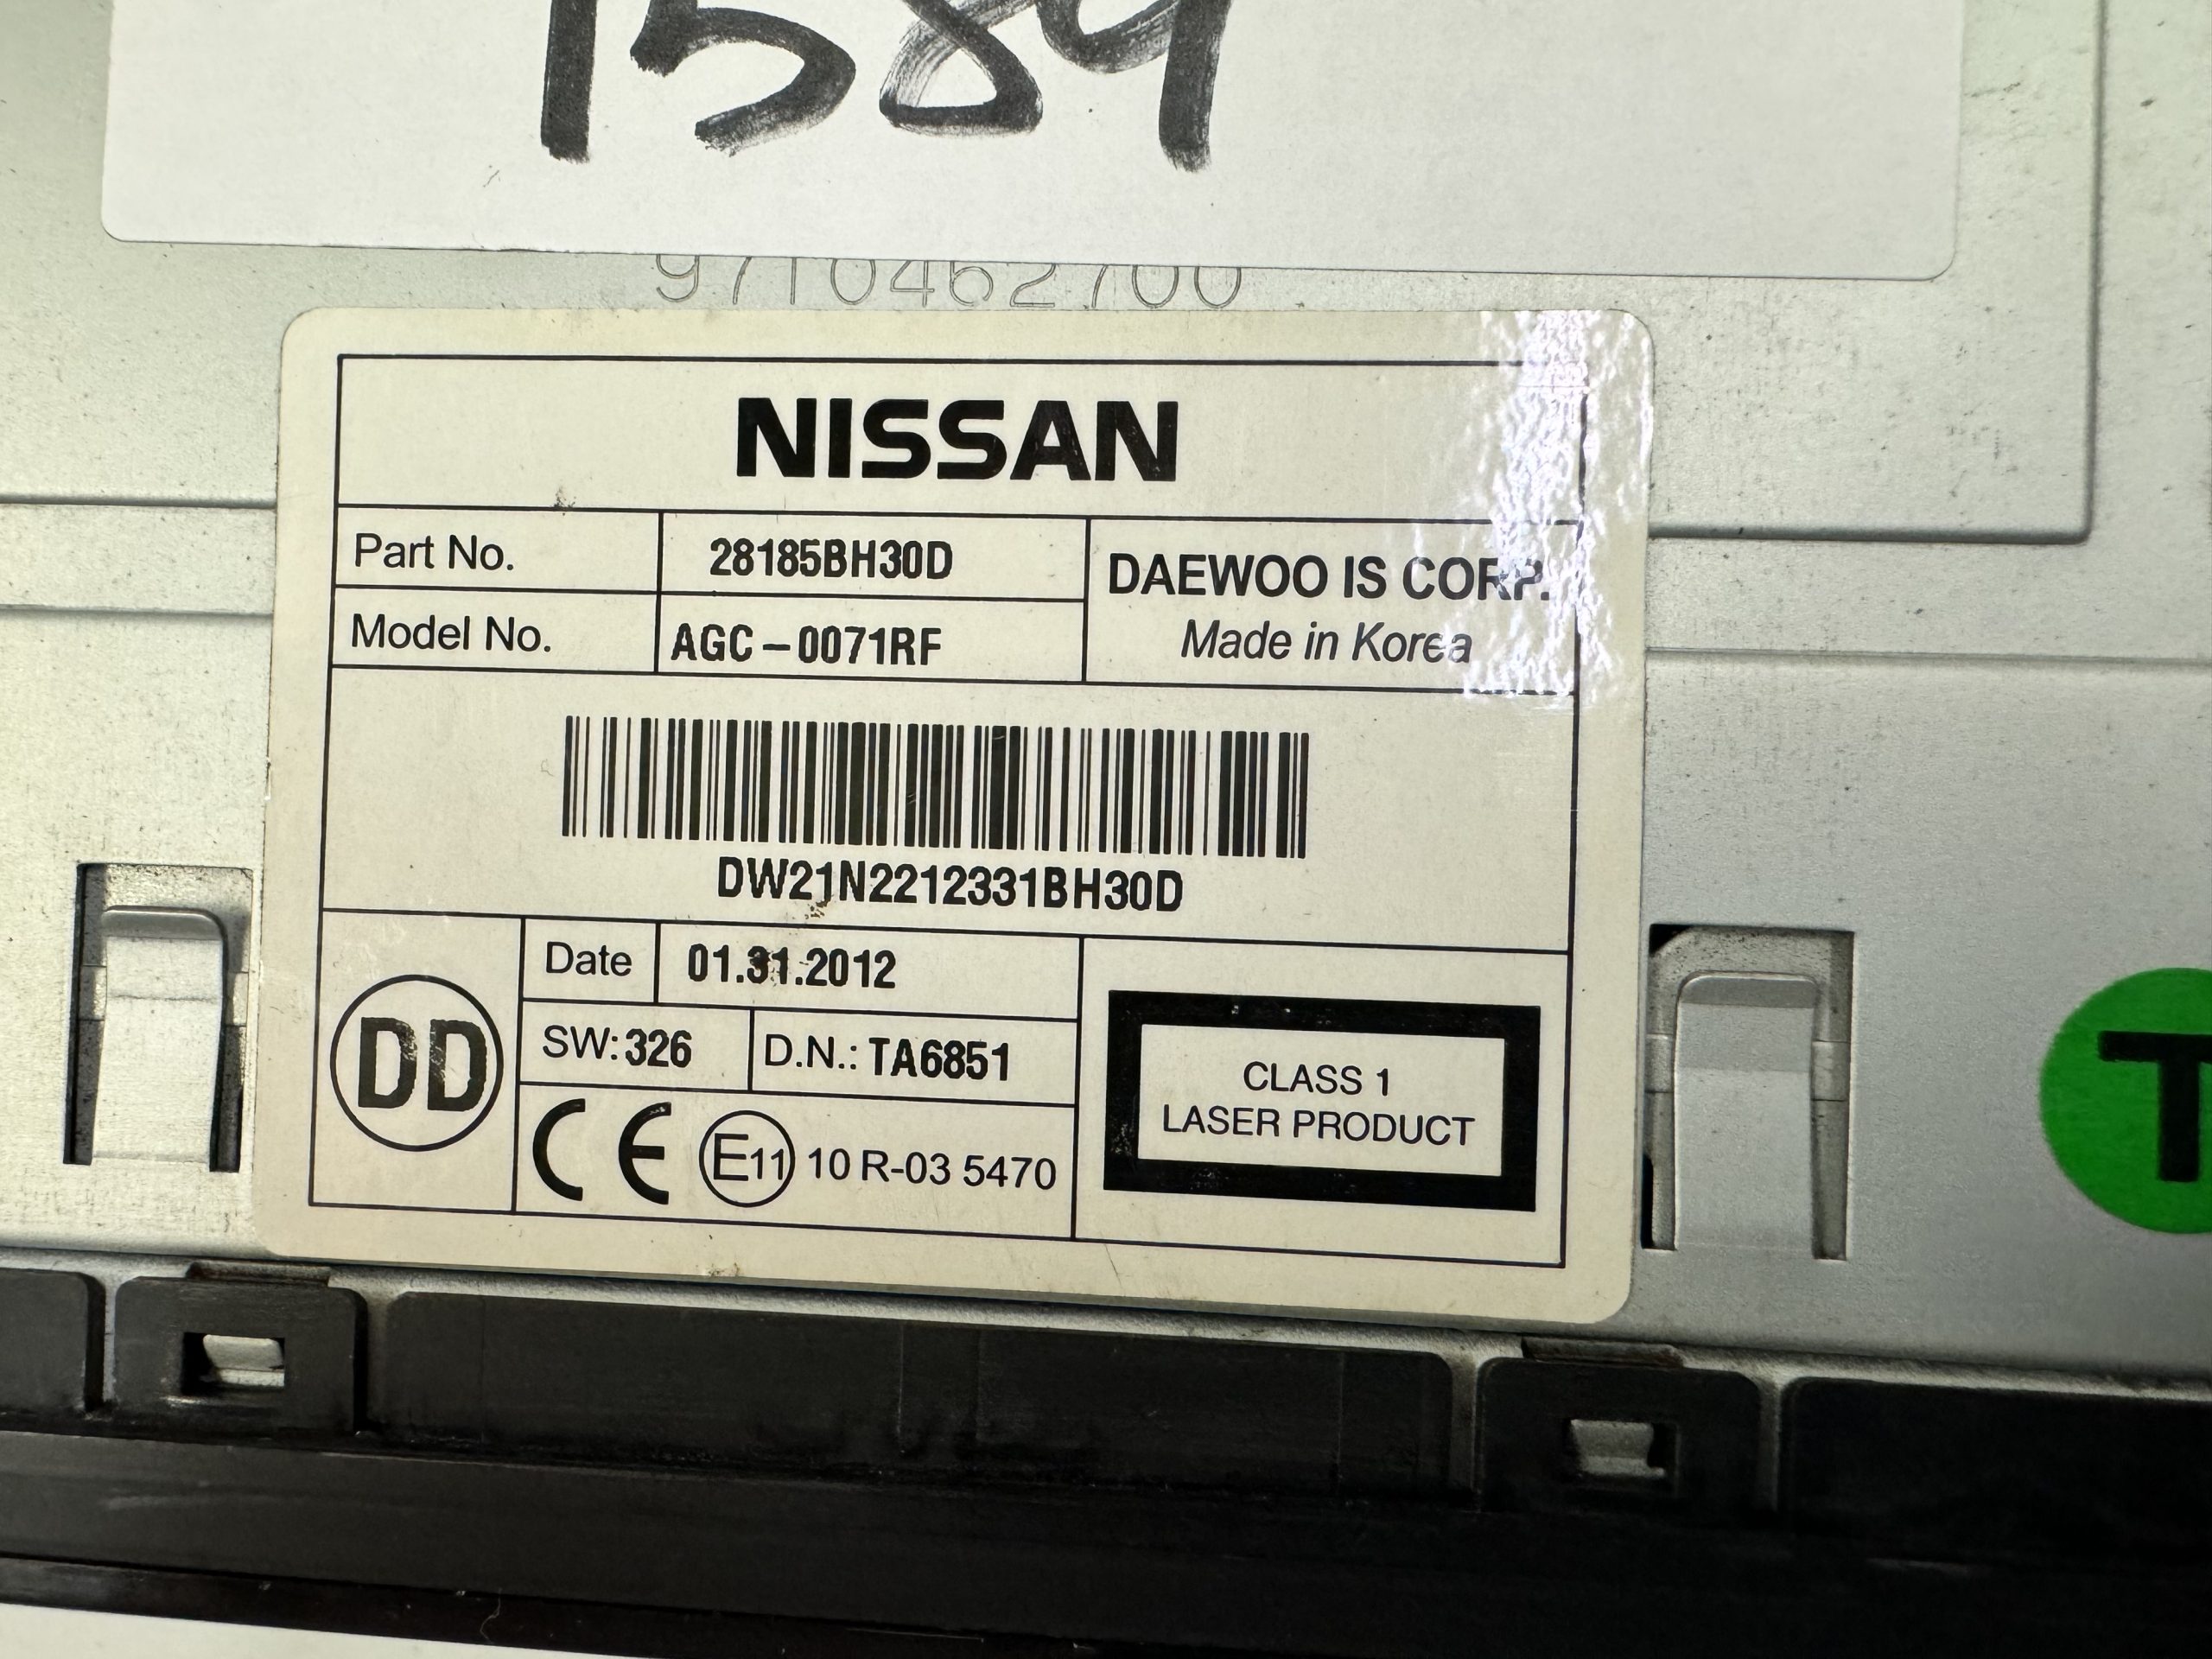 1584
9710462700
NISSAN
Part No. 28185BH30D
DAEWOO IS CORP.
Model No. AGC-0071RF
Made in Korea
DW21N2212331BH30D
DD
Date 01.31.2012
SW: 326 D.N.: TA6851
CE E11 10 R-03 5470
CLASS 1
LASER PRODUCT
T